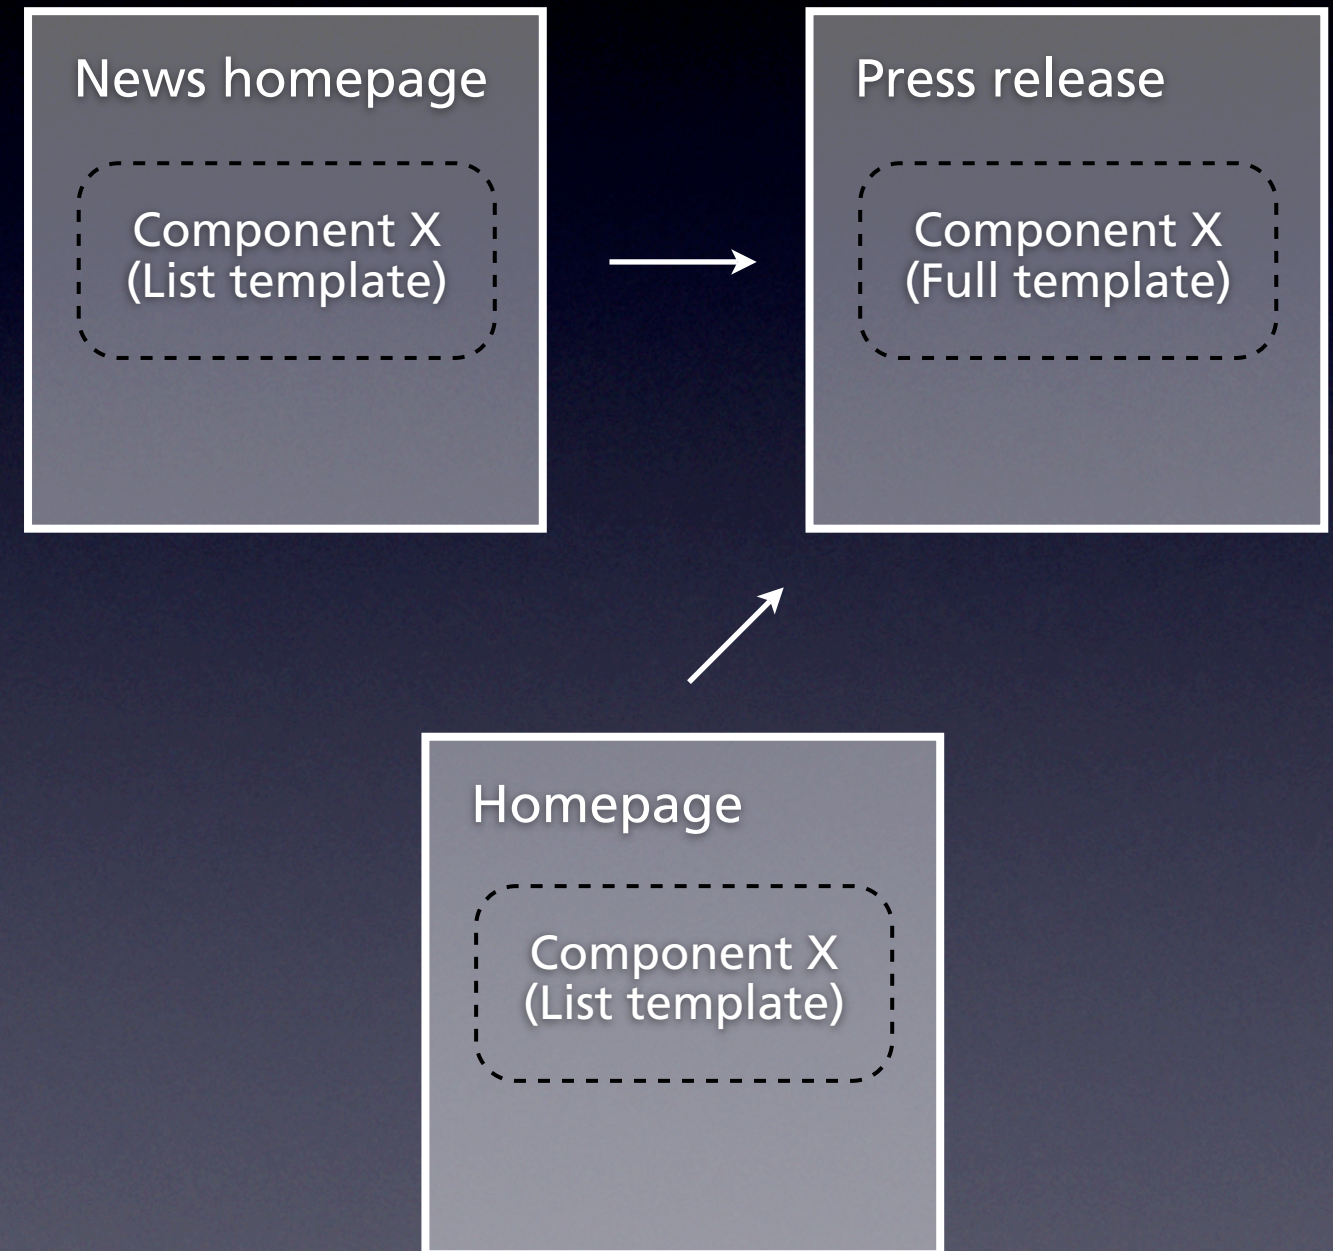 News homepage
Component X
(List template)
Press release
Component X
(Full template)
Homepage
Component X
(List template)